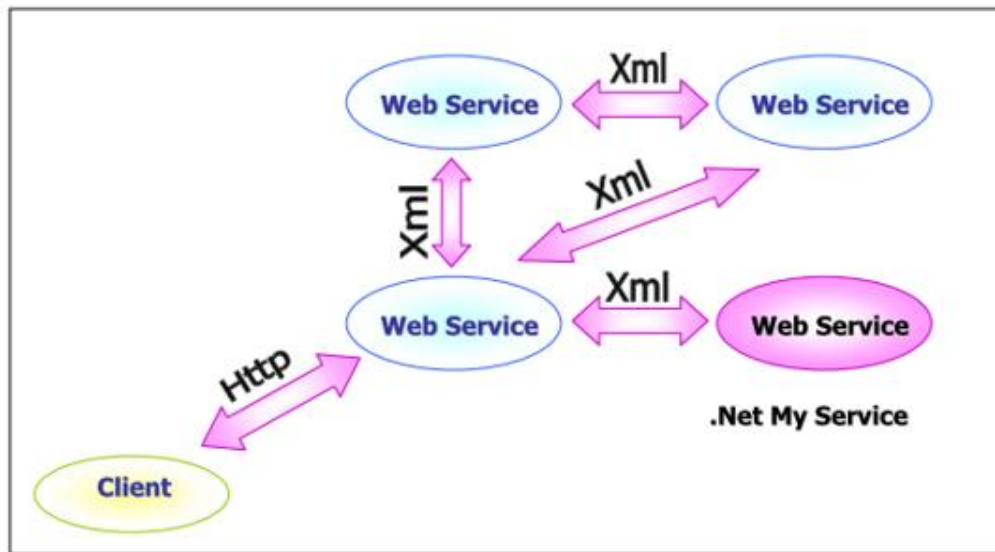 Xml
Web Service
Web Service
Xml
Xml
Xml
Web Service
Web Service
Http
.Net My Service
Client